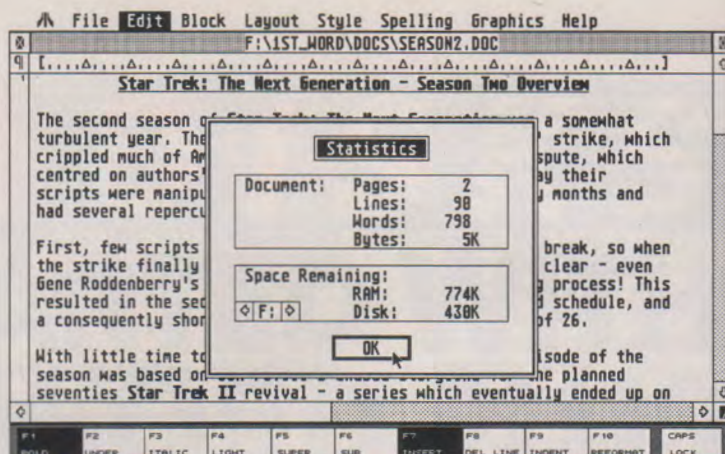 File Edit Block Layout Style Spelling Graphics Help
F:\1ST_WORD\DOCS\SEASON2.DOC
Star Trek: The Next Generation - Season Two Overview
The second season of Star Trek: The Next Generation was a somewhat
turbulent year. The strike, which
crippled much of spute, which
centred on authors' ay their
scripts were manipu months and
had several repercu
First, few scripts break, so when
the strike finally clear - even
Gene Roddenberry's process! This
resulted in the sec schedule, and
a consequently shor of 26.
With little time to isode of the
season was based on planned
seventies Star Trek II revival - a series which eventually ended up on
Statistics
Document: Pages: 2
Lines: 90
Words: 798
Bytes: 5K
Space Remaining:
RAM: 774K
F: Disk: 430K
OK
F1 F2 F3 F4 F5 F6 F7 F8 F9 F10 CAPS
BOLD UNDER ITALIC LIGHT SUPER SUB INSERT DEL LINE INDENT REFORMAT LOCK